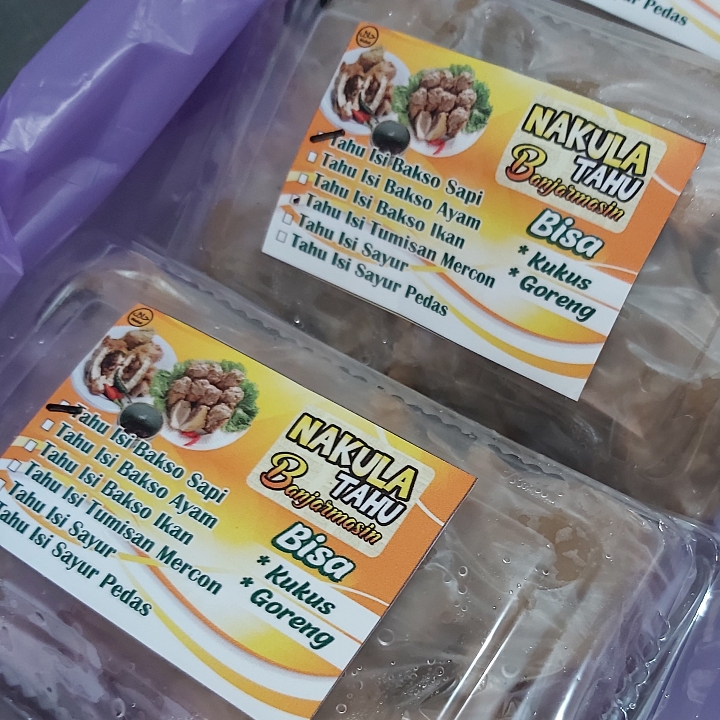 ayur Pedas
NAKULA
TAHU
Banjarmasin
Tahu Isi Bakso Sapi
Tahu Isi Bakso Ayam
Tahu Isi Bakso Ikan
Tahu Isi Tumisan Mercon
Tahu Isi Sayur
Tahu Isi Sayur Pedas
Bisa
* Kukus
* Goreng
NAKULA
TAHU
Banjarmasin
Tahu Isi Bakso Sapi
Tahu Isi Bakso Ayam
Tahu Isi Bakso Ikan
Tahu Isi Tumisan Mercon
Tahu Isi Sayur
Tahu Isi Sayur Pedas
Bisa
* Kukus
* Goreng